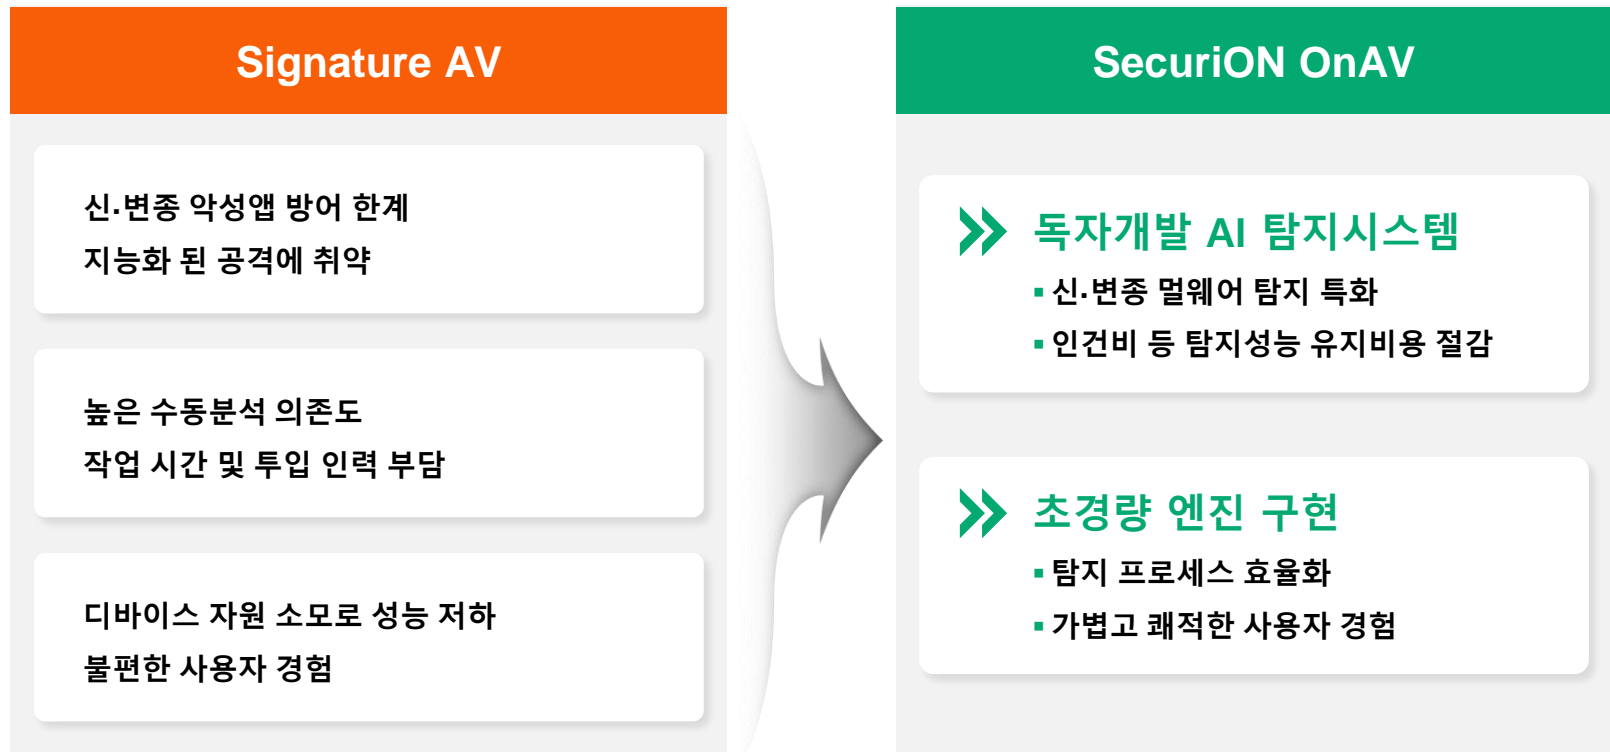 Signature AV
신·변종 악성앱 방어 한계
지능화 된 공격에 취약
높은 수동분석 의존도
작업 시간 및 투입 인력 부담
디바이스 자원 소모로 성능 저하
불편한 사용자 경험
SecuriON OnAV
독자개발 AI 탐지시스템
▪ 신·변종 멀웨어 탐지 특화
▪ 인건비 등 탐지성능 유지비용 절감
초경량 엔진 구현
▪ 탐지 프로세스 효율화
▪ 가볍고 쾌적한 사용자 경험